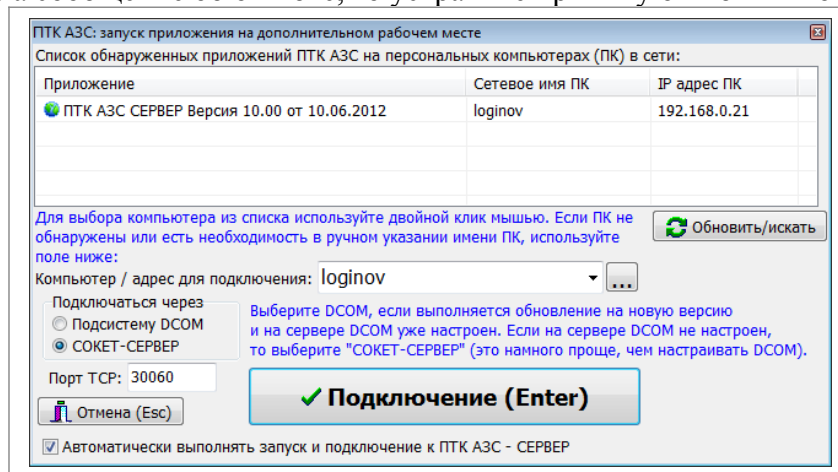 ПТК АЗС: запуск приложения на дополнительном рабочем месте
Список обнаруженных приложений ПТК АЗС на персональных компьютерах (ПК) в сети:
Приложение Сетевое имя ПК IP адрес ПК
ПТК АЗС СЕРВЕР Версия 10.00 от 10.06.2012 loginov 192.168.0.21
Для выбора компьютера из списка используйте двойной клик мышью. Если ПК не
обнаружены или есть необходимость в ручном указании имени ПК, используйте
поле ниже:
Обновить/искать
Компьютер / адрес для подключения: loginov ...
Подключаться через
Подсистему DCOM
СОКЕТ-СЕРВЕР
Выберите DCOM, если выполняется обновление на новую версию
и на сервере DCOM уже настроен. Если на сервере DCOM не настроен,
то выберите "СОКЕТ-СЕРВЕР" (это намного проще, чем настраивать DCOM).
Порт TCP: 30060
Подключение (Enter)
Отмена (Esc)
Автоматически выполнять запуск и подключение к ПТК АЗС - СЕРВЕР